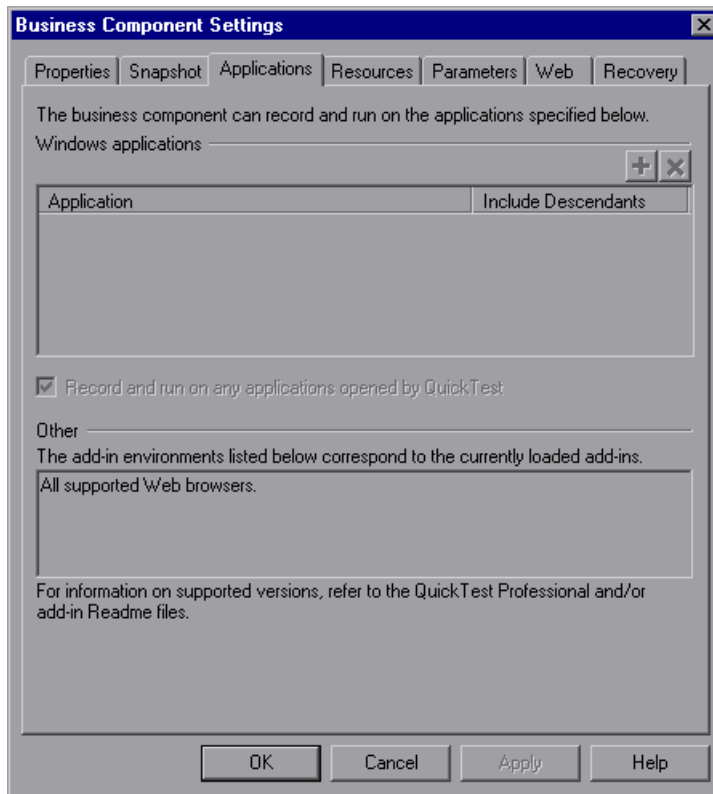 Business Component Settings
Properties Snapshot Applications Resources Parameters Web Recovery
The business component can record and run on the applications specified below.
Windows applications
Application Include Descendants
Record and run on any applications opened by QuickTest
Other
The add-in environments listed below correspond to the currently loaded add-ins.
All supported Web browsers.
For information on supported versions, refer to the QuickTest Professional and/or
add-in Readme files.
OK Cancel Apply Help